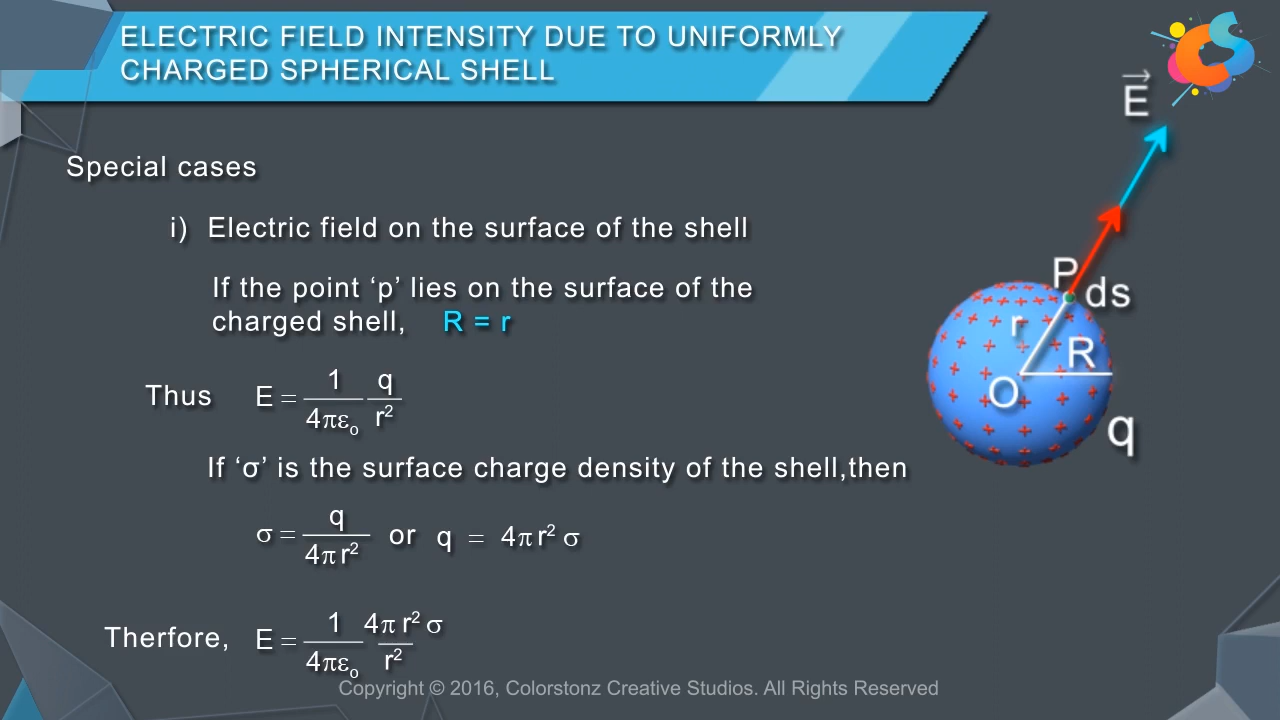 ELECTRIC FIELD INTENSITY DUE TO UNIFORMLY
CHARGED SPHERICAL SHELL
CS
E⃗
Special cases
i) Electric field on the surface of the shell
If the point ‘p’ lies on the surface of the
charged shell, R = r
P ds
r
R
O
q
Thus E = 1/4πε₀ q/r²
If ‘σ’ is the surface charge density of the shell,then
σ = q/4πr² or q = 4πr² σ
Therfore, E = 1/4πε₀ 4πr²σ/r²
Copyright © 2016, Colorstonz Creative Studios. All Rights Reserved